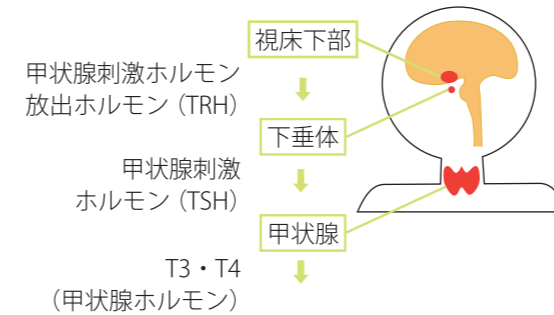 視床下部
甲状腺刺激ホルモン
放出ホルモン（TRH）
下垂体
甲状腺刺激
ホルモン（TSH）
甲状腺
T3・T4
（甲状腺ホルモン）